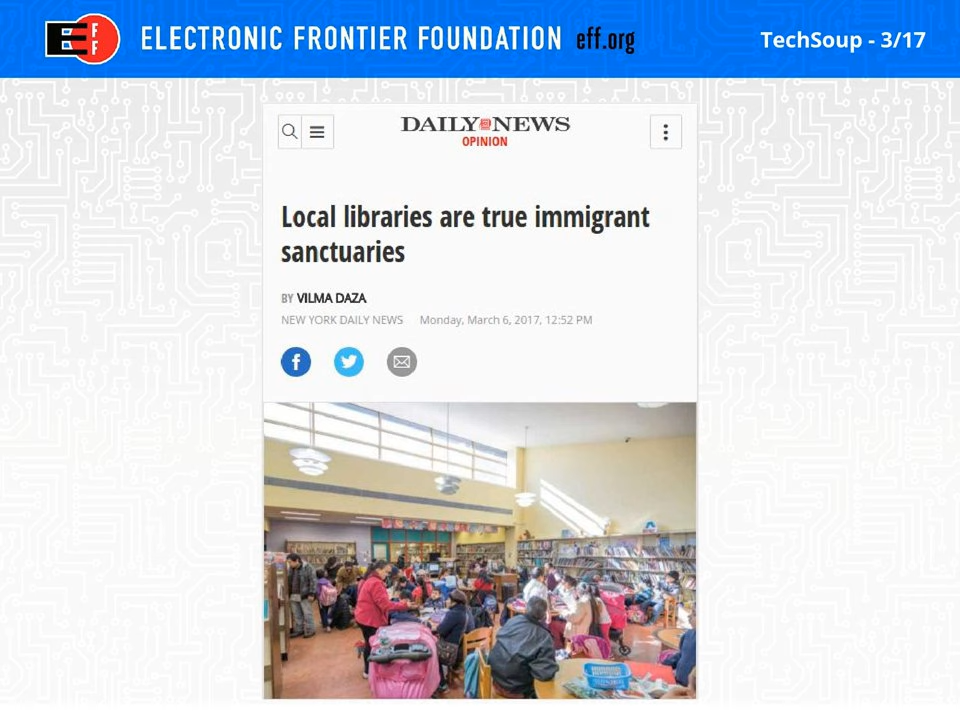 EFF ELECTRONIC FRONTIER FOUNDATION eff.org
TechSoup - 3/17
DAILY NEWS
OPINION
Local libraries are true immigrant
sanctuaries
BY VILMA DAZA
NEW YORK DAILY NEWS Monday, March 6, 2017, 12:52 PM